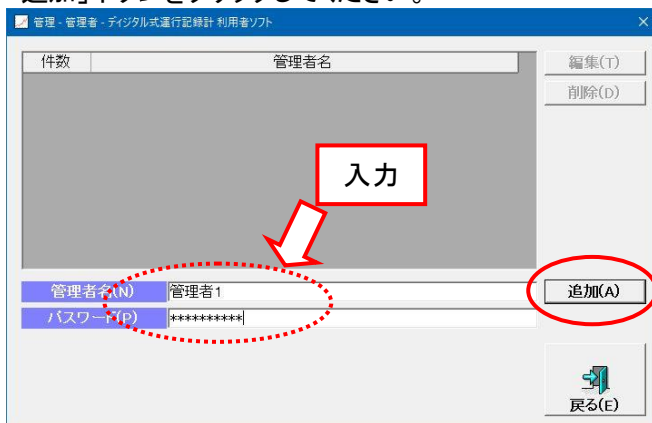 追加」ボタンをクリックしてください。
管理 - 管理者 - ディジタル式運行記録計 利用者ソフト
件数 管理者名
編集(T)
削除(D)
入力
管理者名(N) 管理者1
追加(A)
パスワード(P) **********
戻る(E)